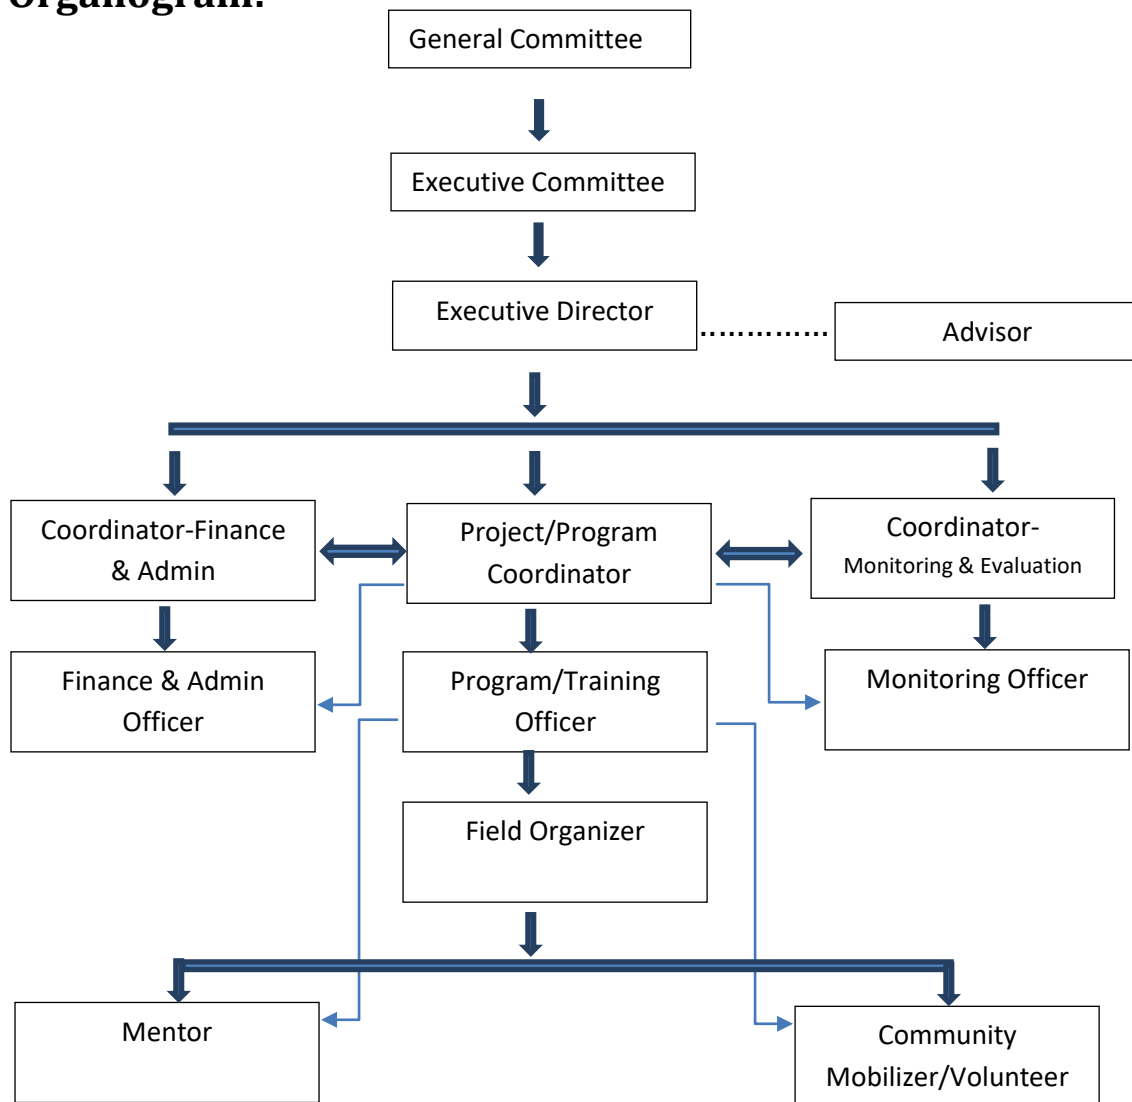 Organogram:
General Committee
Executive Committee
Executive Director
Advisor
Coordinator-Finance
& Admin
Project/Program
Coordinator
Coordinator-
Monitoring & Evaluation
Finance & Admin
Officer
Program/Training
Officer
Monitoring Officer
Field Organizer
Mentor
Community
Mobilizer/Volunteer